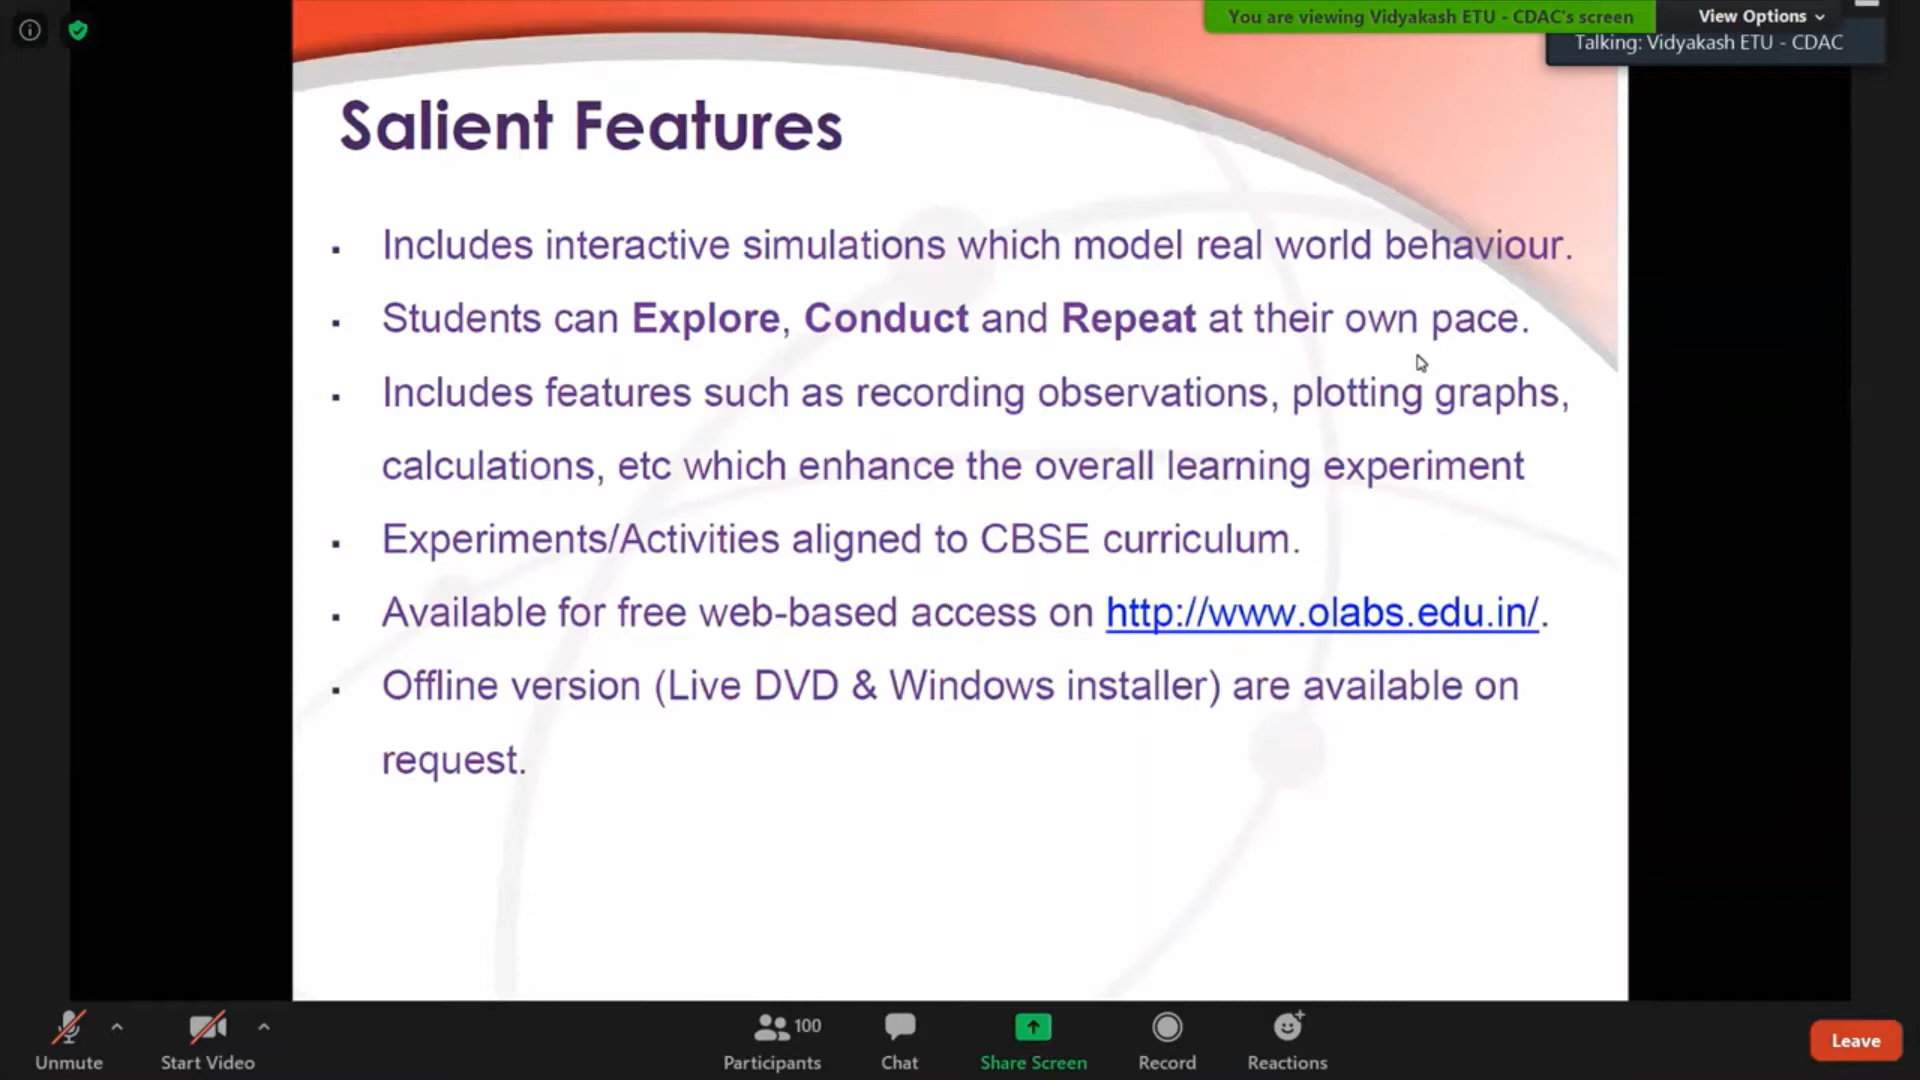 You are viewing Vidyakash ETU - CDAC's screen
View Options
Talking: Vidyakash ETU - CDAC
Salient Features
Includes interactive simulations which model real world behaviour.
Students can Explore, Conduct and Repeat at their own pace.
Includes features such as recording observations, plotting graphs,
calculations, etc which enhance the overall learning experiment
Experiments/Activities aligned to CBSE curriculum.
Available for free web-based access on http://www.olabs.edu.in/.
Offline version (Live DVD & Windows installer) are available on
request.
100
Unmute Start Video Participants Chat Share Screen Record Reactions Leave